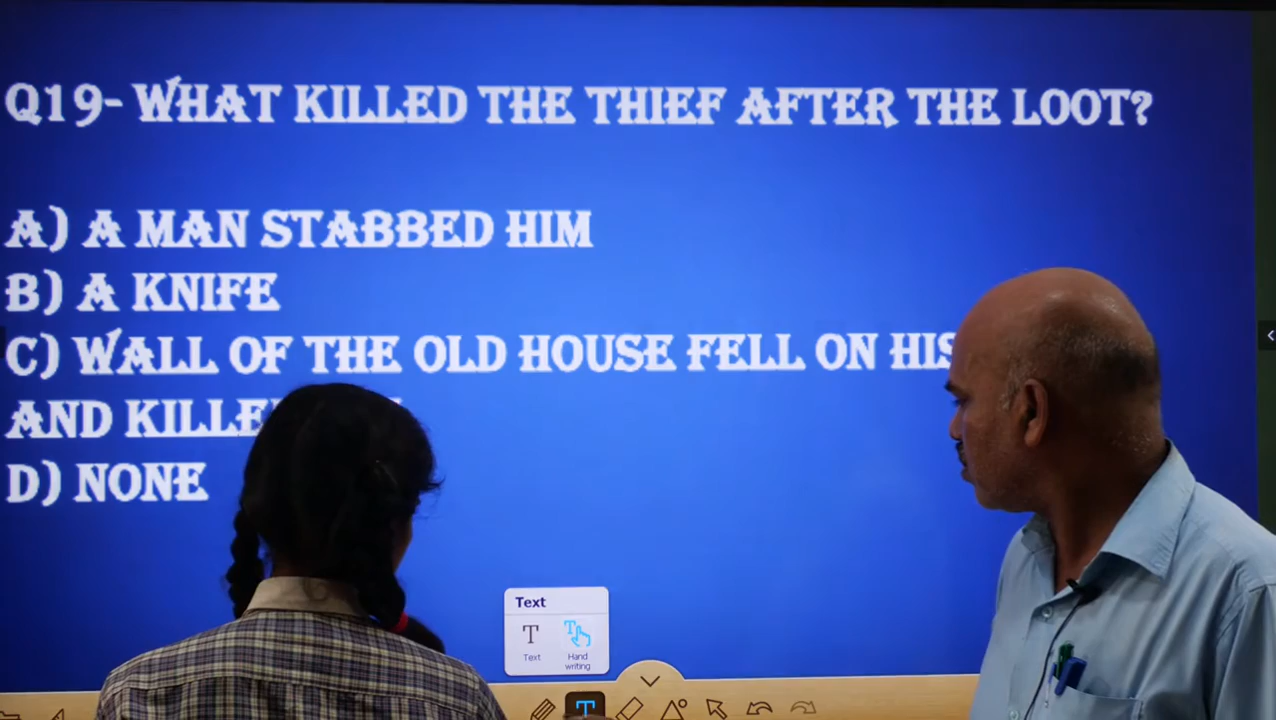 Q19- WHAT KILLED THE THIEF AFTER THE LOOT?
A) A MAN STABBED HIM
B) A KNIFE
C) WALL OF THE OLD HOUSE FELL ON HIS
AND
D) NONE
Text
T
T
Text
Hand
writing
T